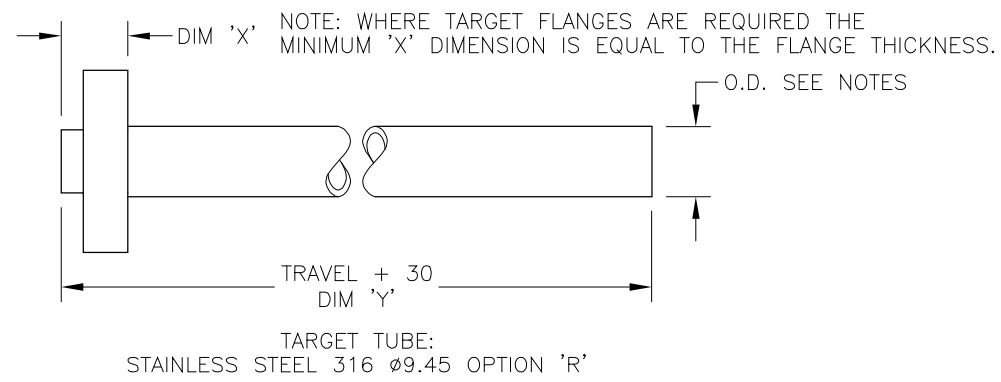 DIM 'X'
NOTE: WHERE TARGET FLANGES ARE REQUIRED THE
MINIMUM 'X' DIMENSION IS EQUAL TO THE FLANGE THICKNESS.
O.D. SEE NOTES
TRAVEL + 30
DIM 'Y'
TARGET TUBE:
STAINLESS STEEL 316 ⌀9.45 OPTION 'R'